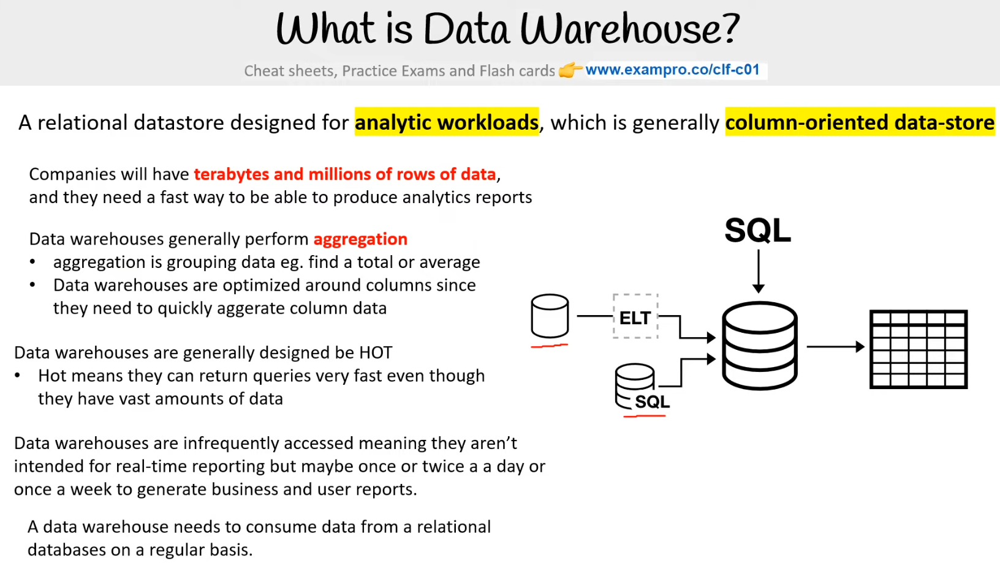 What is Data Warehouse?
Cheat sheets, Practice Exams and Flash cards 👉 www.exampro.co/clf-c01
A relational datastore designed for analytic workloads, which is generally column-oriented data-store
Companies will have terabytes and millions of rows of data,
and they need a fast way to be able to produce analytics reports
Data warehouses generally perform aggregation
• aggregation is grouping data eg. find a total or average
• Data warehouses are optimized around columns since
they need to quickly aggerate column data
Data warehouses are generally designed be HOT
• Hot means they can return queries very fast even though
they have vast amounts of data
Data warehouses are infrequently accessed meaning they aren’t
intended for real-time reporting but maybe once or twice a a day or
once a week to generate business and user reports.
A data warehouse needs to consume data from a relational
databases on a regular basis.
SQL
ELT
SQL